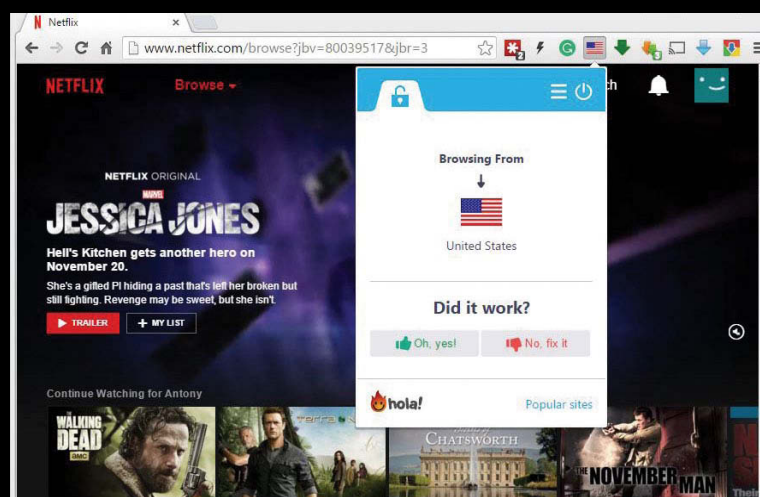 Netflix
www.netflix.com/browse?jbv=80039517&jbr=3
NETFLIX
Browse
Browsing From
United States
Did it work?
Oh, yes!
No, fix it
hola!
Popular sites
NETFLIX ORIGINAL
MARVEL
JESSICA JONES
Hell's Kitchen gets another hero on
November 20.
She's a gifted PI hiding a past that's left her broken but
still fighting. Revenge may be sweet, but she isn't.
TRAILER
MY LIST
Continue Watching for Antony
THE
WALKING
DEAD
AMC
CHATSWORTH
THE NOVEMBER MAN